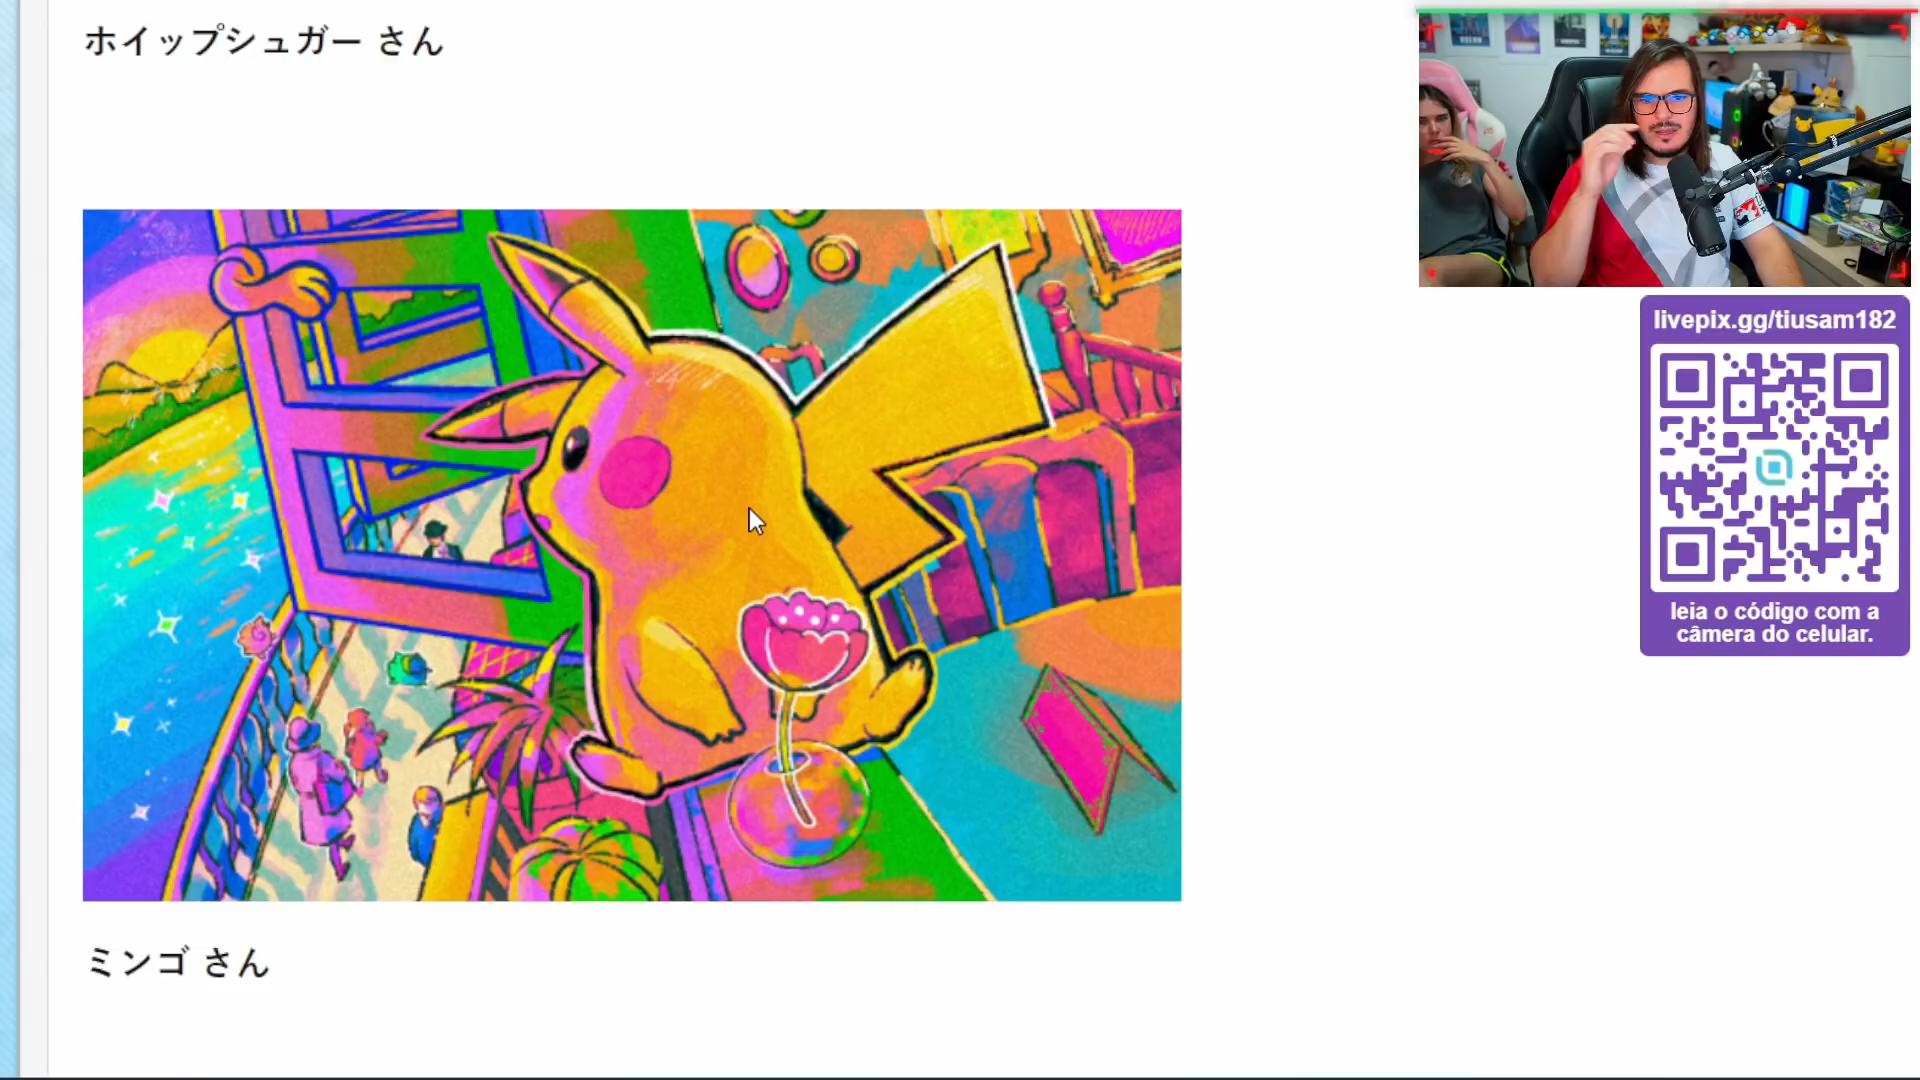 ホイップシュガー さん
livepix.gg/tiusam182
leia o código com a
câmera do celular.
ミンゴ さん